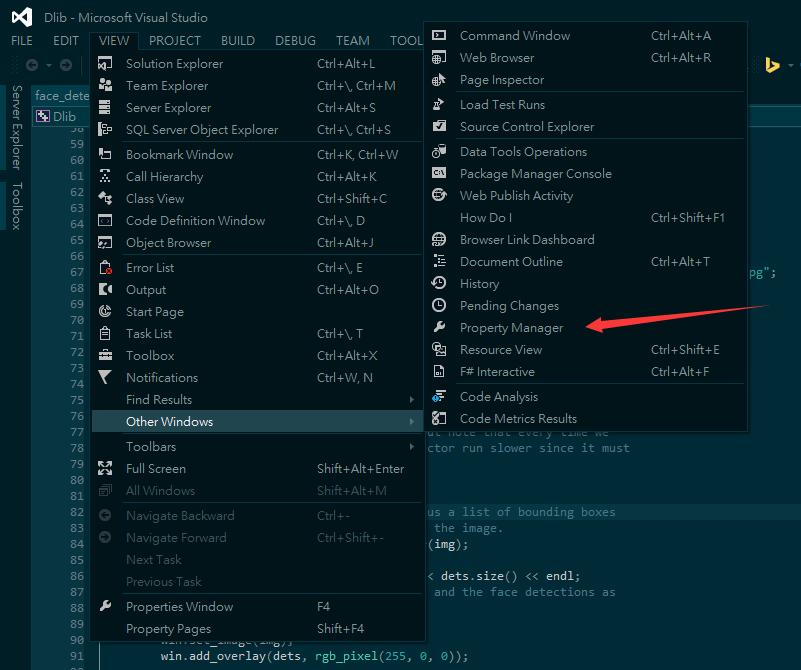 Dlib - Microsoft Visual Studio
FILE EDIT VIEW PROJECT BUILD DEBUG TEAM TOOL
Solution Explorer Ctrl+Alt+L
Team Explorer Ctrl+\, Ctrl+M
Server Explorer Ctrl+Alt+S
SQL Server Object Explorer Ctrl+\, Ctrl+S
Bookmark Window Ctrl+K, Ctrl+W
Call Hierarchy Ctrl+Alt+K
Class View Ctrl+Shift+C
Code Definition Window Ctrl+\, D
Object Browser Ctrl+Alt+J
Error List Ctrl+\, E
Output Ctrl+Alt+O
Start Page
Task List Ctrl+\, T
Toolbox Ctrl+Alt+X
Notifications Ctrl+W, N
Find Results
Other Windows
Toolbars
Full Screen Shift+Alt+Enter
All Windows Shift+Alt+M
Navigate Backward Ctrl+-
Navigate Forward Ctrl+Shift+-
Next Task
Previous Task
Properties Window F4
Property Pages Shift+F4
Command Window Ctrl+Alt+A
Web Browser Ctrl+Alt+R
Page Inspector
Load Test Runs
Source Control Explorer
Data Tools Operations
Package Manager Console
Web Publish Activity
How Do I Ctrl+Shift+F1
Browser Link Dashboard
Document Outline Ctrl+Alt+T
History
Pending Changes
Property Manager
Resource View Ctrl+Shift+E
F# Interactive Ctrl+Alt+F
Code Analysis
Code Metrics Results
Server Explorer
Toolbox
face_dete
Dlib
58
59
60
61
62
63
64
65
66
67 pg";
68
69
70
71
72
73
74
75
76
77 ut note that every time we
78 ctor run slower since it must
79
80
81
82 us a list of bounding boxes
83 the image.
84 (img);
85
86 < dets.size() << endl;
87 and the face detections as
88
89
90 win.set_image(img);
91 win.add_overlay(dets, rgb_pixel(255, 0, 0));